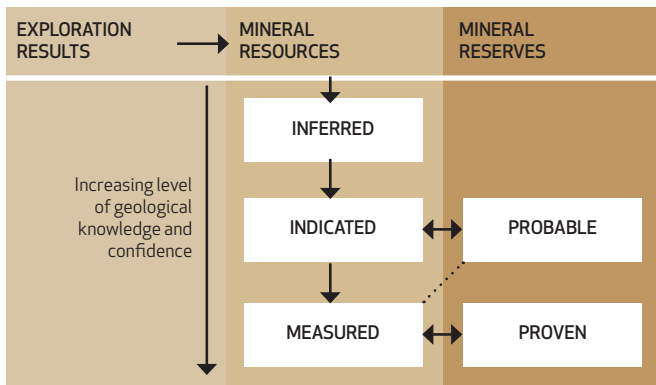 EXPLORATION
RESULTS
MINERAL
RESOURCES
MINERAL
RESERVES
INFERRED
Increasing level
of geological
knowledge and
confidence
INDICATED
PROBABLE
MEASURED
PROVEN